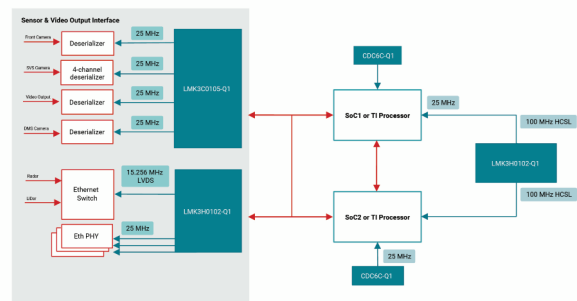 Sensor & Video Output Interface
Front Camera
Deserializer
25 MHz
SVS Camera
4-channel
deserializer
25 MHz
Video Output
Deserializer
25 MHz
DMS Camera
Deserializer
25 MHz
LMK3C0105-Q1
Radar
Ethernet
Switch
15.256 MHz
LVDS
Eth PHY
25 MHz
LMK3H0102-Q1
CDC6C-Q1
SoC1 or TI Processor
25 MHz
100 MHz HCSL
LMK3H0102-Q1
100 MHz HCSL
SoC2 or TI Processor
25 MHz
CDC6C-Q1